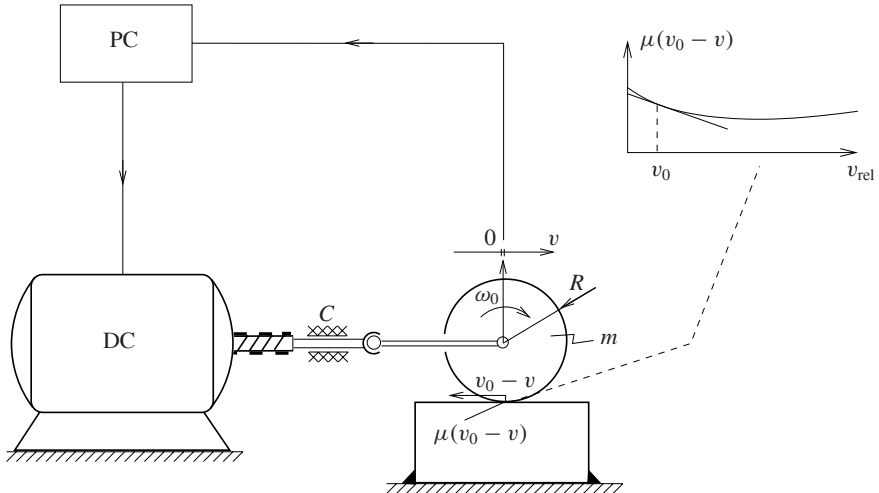 PC
μ(v₀ − v)
v₀
v_rel
0
v
R
ω₀
C
DC
m
v₀ − v
μ(v₀ − v)